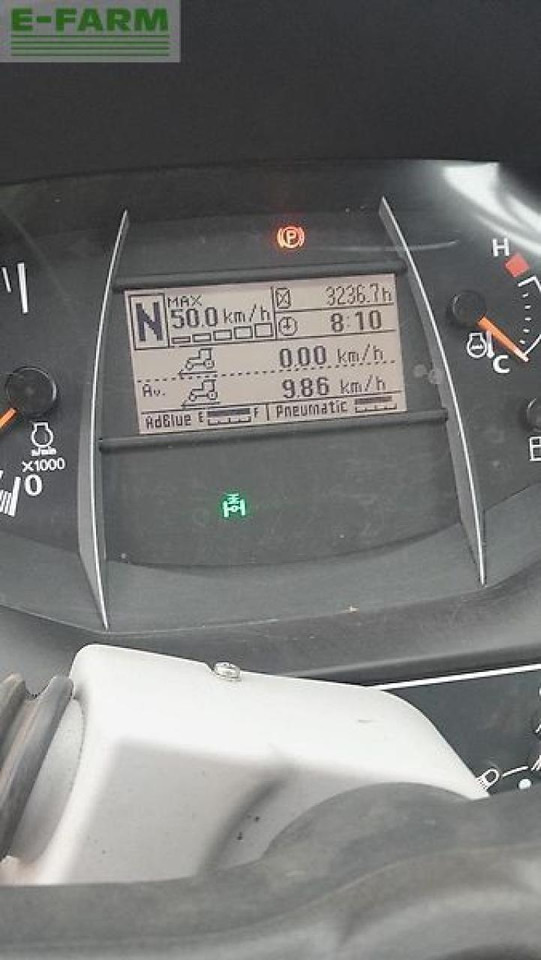 E-FARM
P
H
N MAX 3236.7h
50.0 km/h 8:10
0.00 km/h
Av. 9.86 km/h
AdBlue E F Pneumatic
C
X1000
0